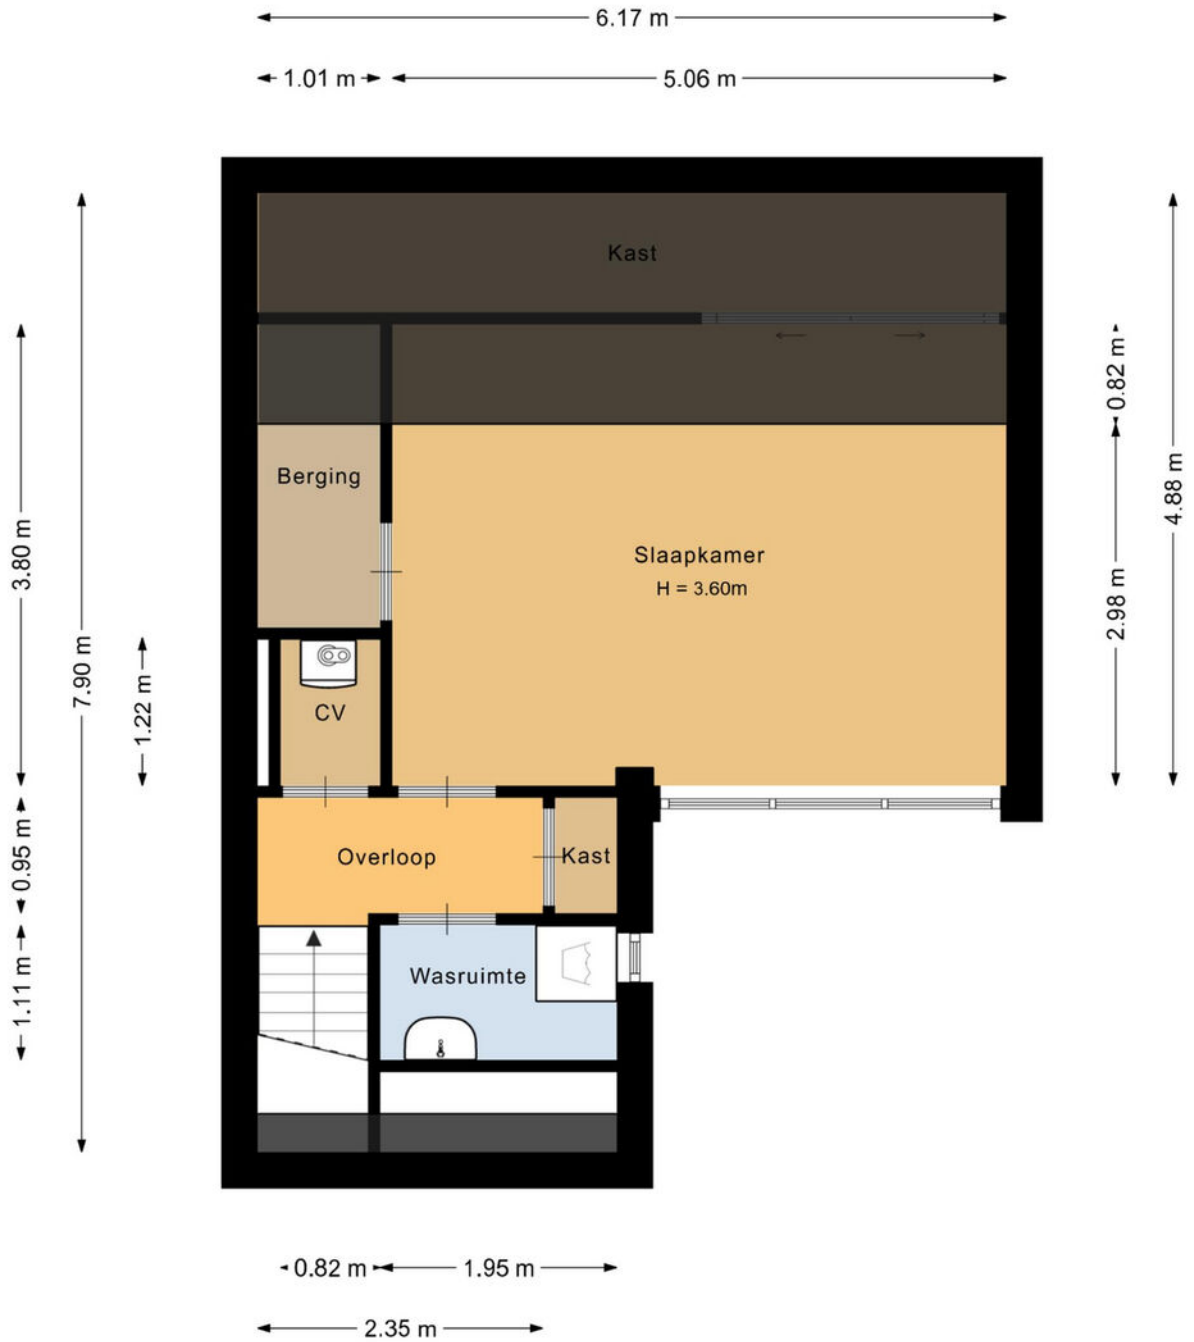 6.17 m
1.01 m
5.06 m
Kast
0.82 m
4.88 m
Berging
3.80 m
Slaapkamer
H = 3.60m
2.98 m
7.90 m
1.22 m
CV
0.95 m
Overloop
Kast
1.11 m
Wasruimte
0.82 m
1.95 m
2.35 m